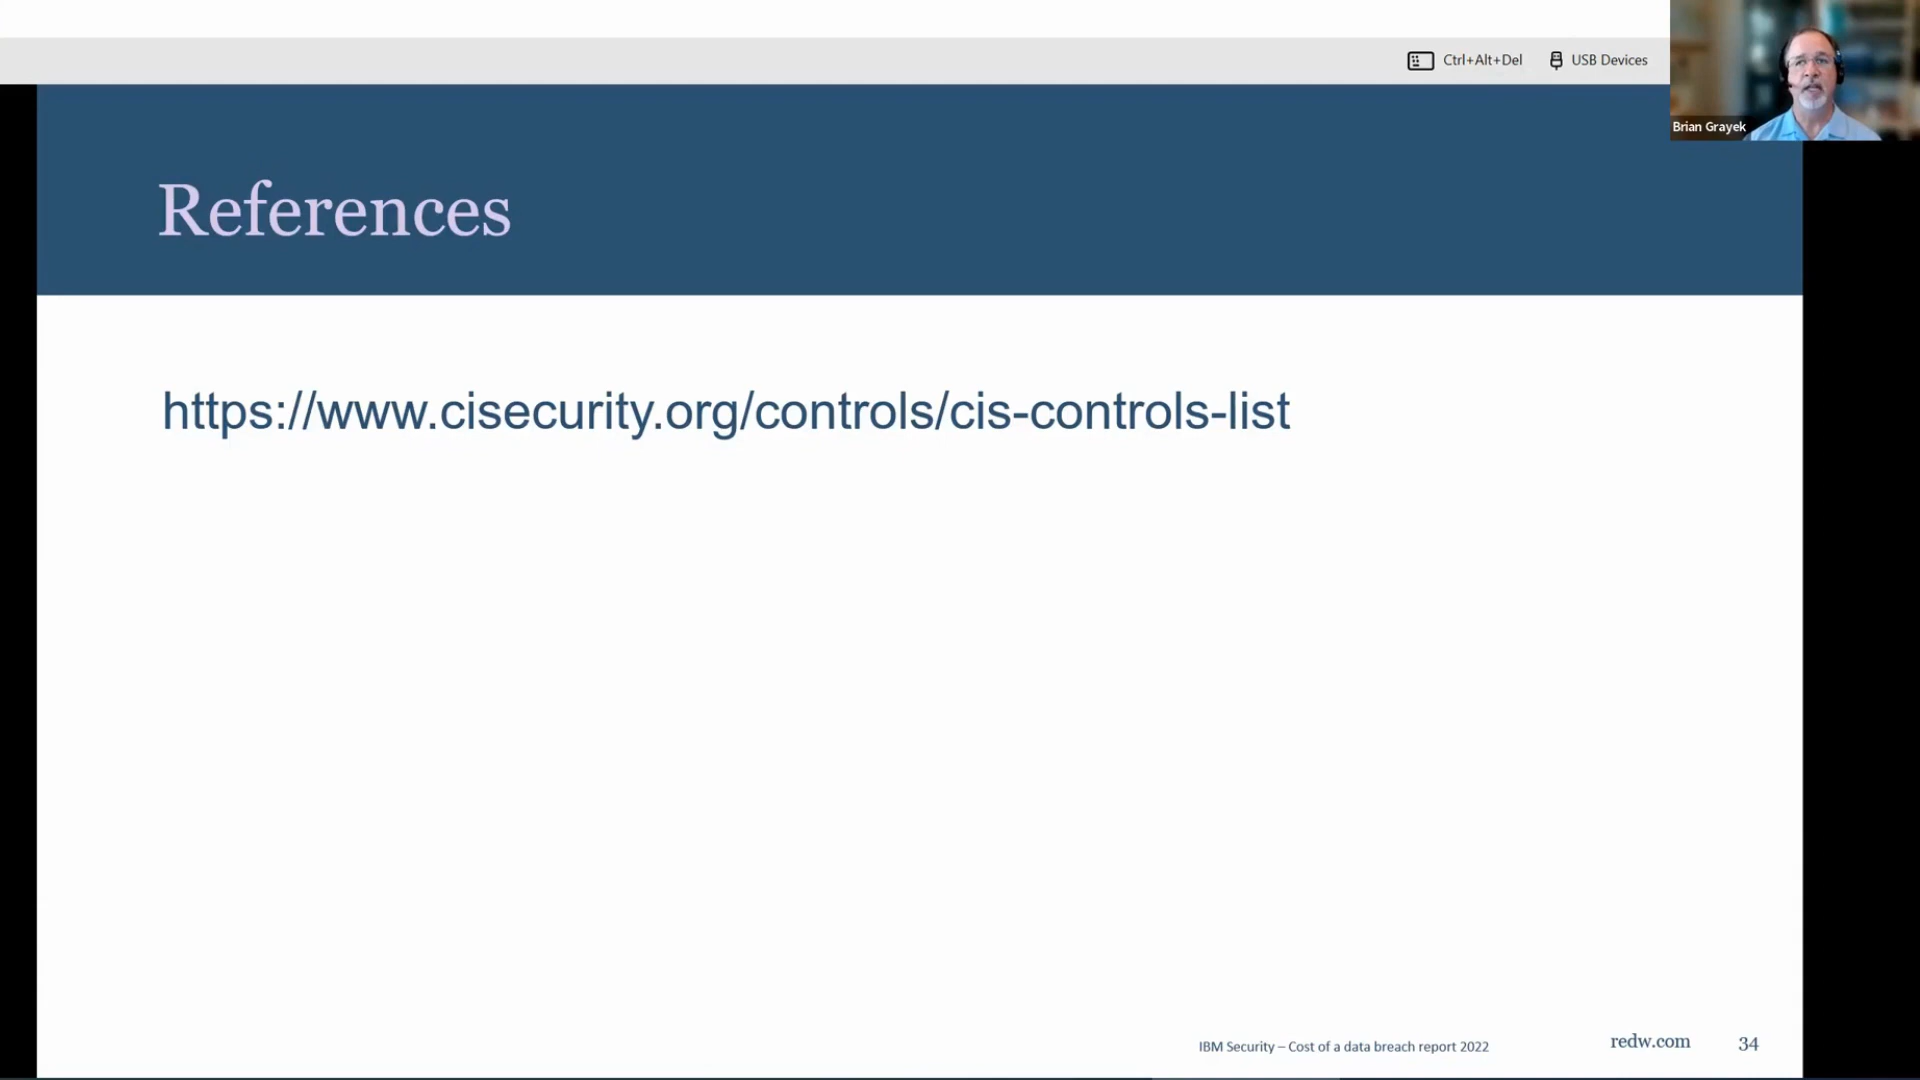 Ctrl+Alt+Del USB Devices
Brian Grayek
References
https://www.cisecurity.org/controls/cis-controls-list
IBM Security – Cost of a data breach report 2022 redw.com 34